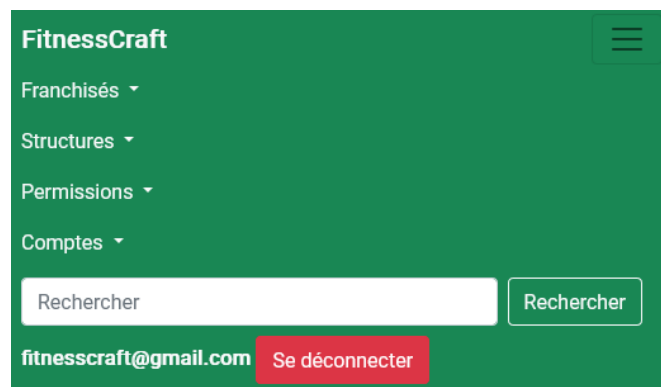 FitnessCraft
Franchisés
Structures
Permissions
Comptes
Rechercher Rechercher
fitnesscraft@gmail.com Se déconnecter